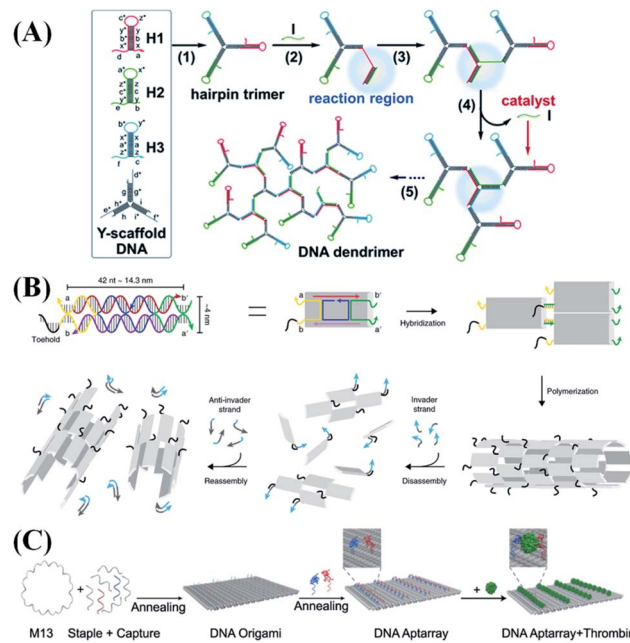 (A)
H1
H2
H3
Y-scaffold
DNA
(1)
hairpin trimer
I
(2)
reaction region
(3)
(4)
catalyst
I
(5)
DNA dendrimer
(B)
42 nt ~ 14.3 nm
~4 nm
a
b'
b
a'
Toehold
=
a
b'
b
a'
Hybridization
Polymerization
Invader
strand
Disassembly
Anti-invader
strand
Reassembly
(C)
M13
+
Staple + Capture
Annealing
DNA Origami
Annealing
DNA Aptarray
+
DNA Aptarray+Thrombin